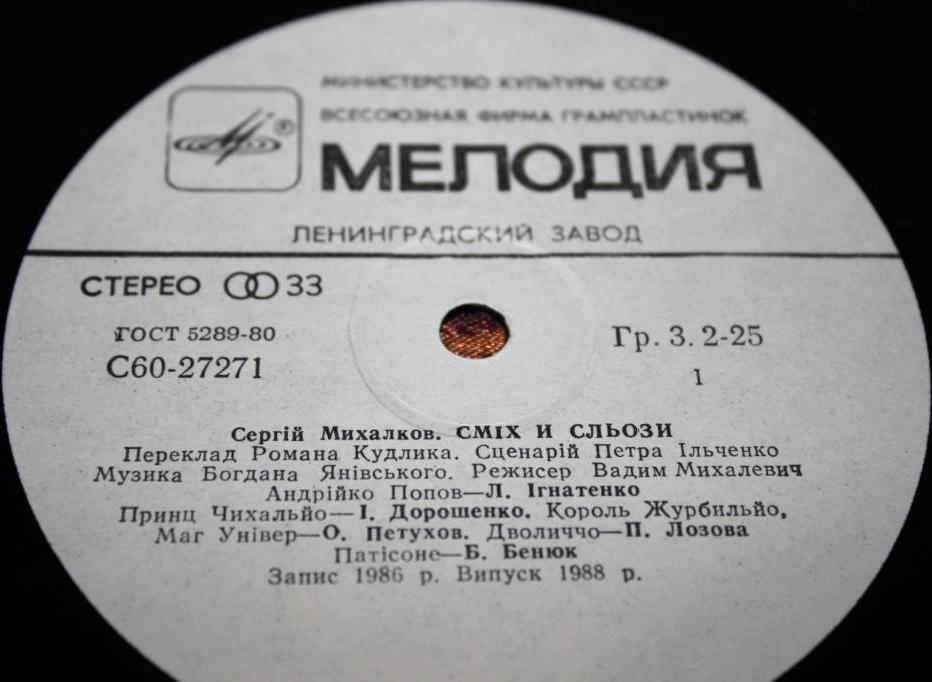 МИНИСТЕРСТВО КУЛЬТУРЫ СССР
ВСЕСОЮЗНАЯ ФИРМА ГРАМПЛАСТИНОК
®
МЕЛОДИЯ
ЛЕНИНГРАДСКИЙ ЗАВОД
СТЕРЕО 33
ГОСТ 5289-80
Гр. 3. 2-25
С60-27271
1
Сергій Михалков. СМІХ И СЛЬОЗИ
Переклад Романа Кудлика. Сценарій Петра Ільченко
Музика Богдана Янівського. Режисер Вадим Михалевич
Андрійко Попов—Л. Ігнатенко
Принц Чихальйо—І. Дорошенко. Король Журбильйо,
Маг Універ—О. Петухов. Дволиччо—П. Лозова
Патісоне—Б. Бенюк
Запис 1986 р. Випуск 1988 р.